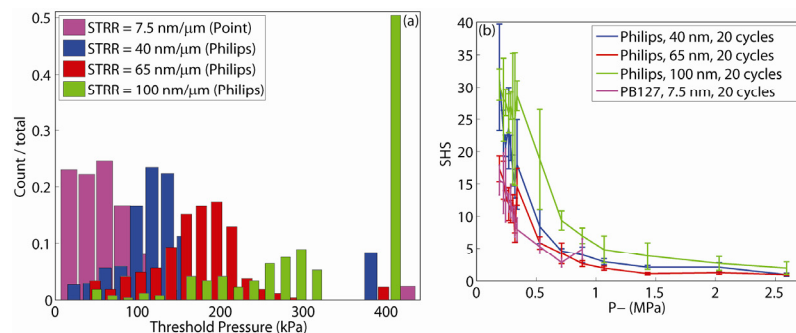 (a)
STRR = 7.5 nm/μm (Point)
STRR = 40 nm/μm (Philips)
STRR = 65 nm/μm (Philips)
STRR = 100 nm/μm (Philips)
Count / total
0.5
0.4
0.3
0.2
0.1
0
0 100 200 300 400
Threshold Pressure (kPa)
(b)
Philips, 40 nm, 20 cycles
Philips, 65 nm, 20 cycles
Philips, 100 nm, 20 cycles
PB127, 7.5 nm, 20 cycles
SHS
40
35
30
25
20
15
10
5
0
0 0.5 1 1.5 2 2.5
P− (MPa)